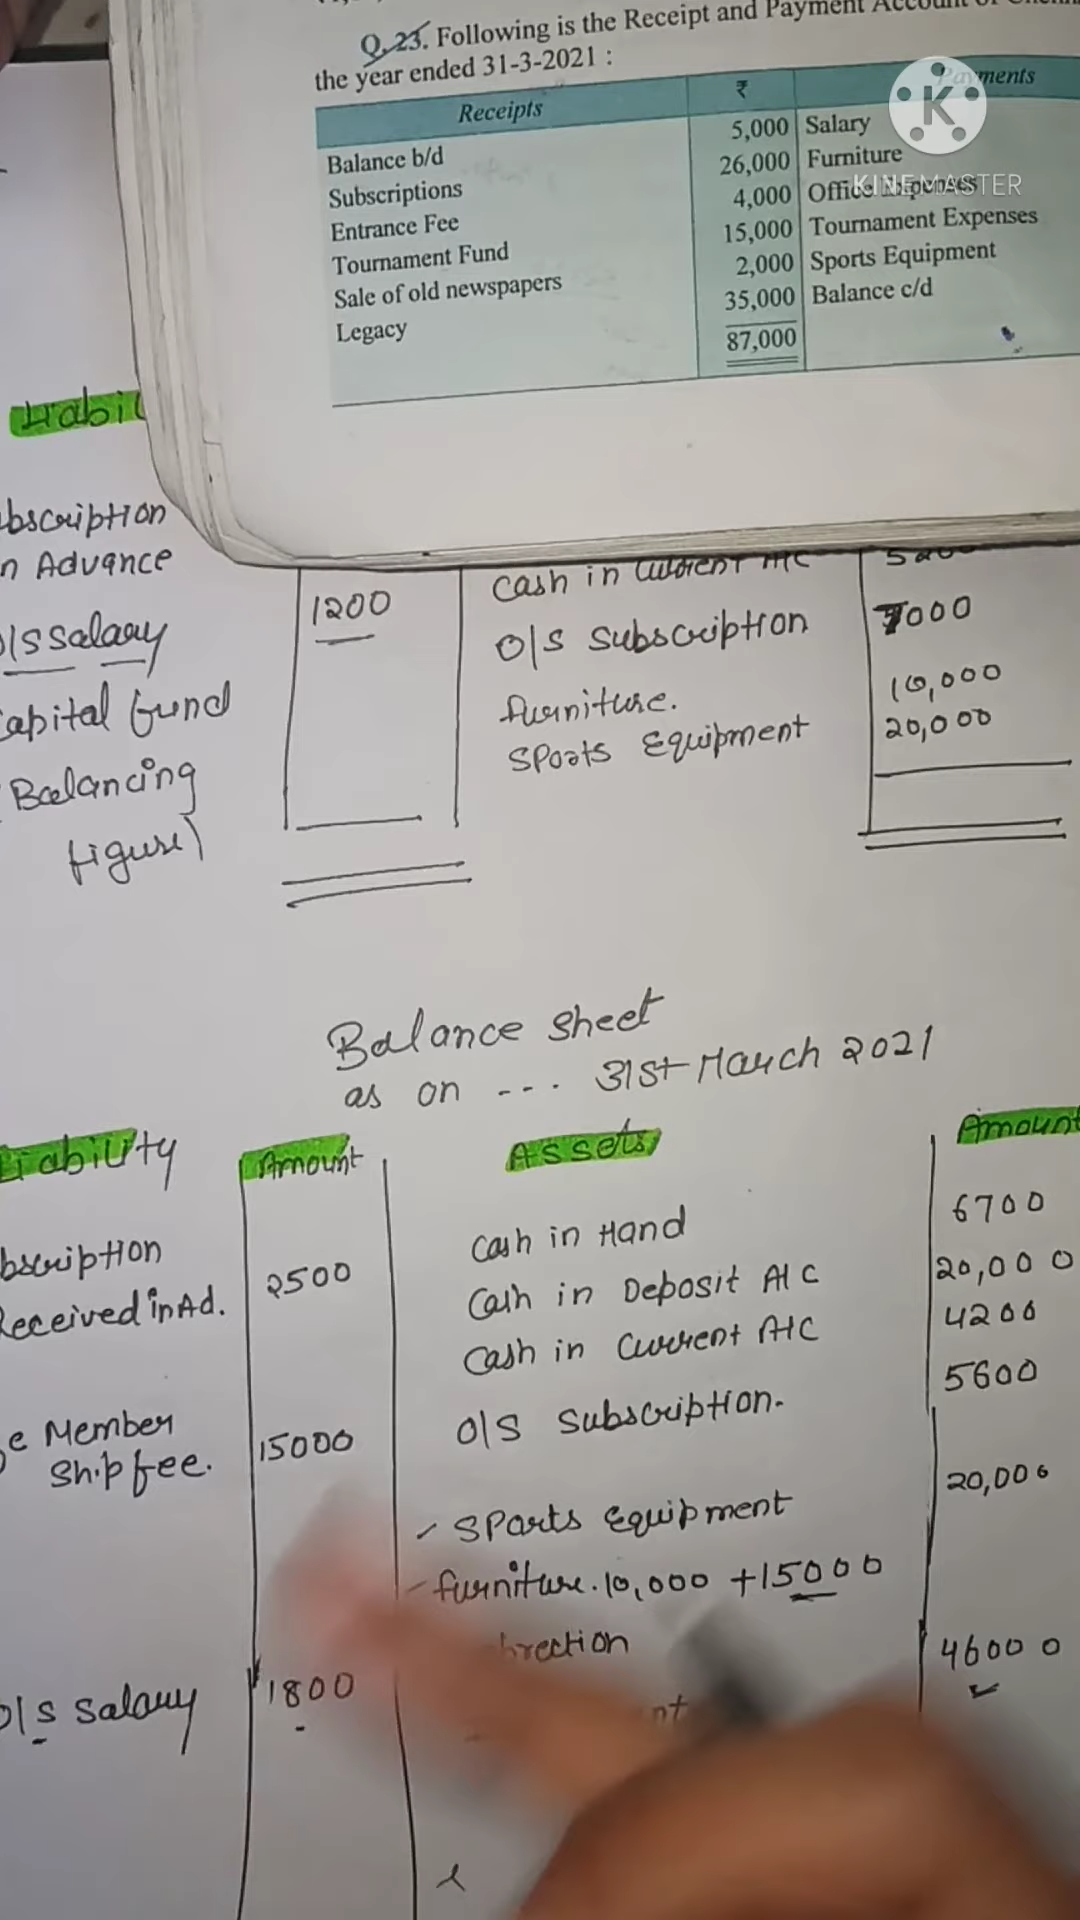 Q.23. Following is the Receipt and Payment Account of
the year ended 31-3-2021 :
Receipts ₹ Payments
Balance b/d 5,000 Salary
Subscriptions 26,000 Furniture
Entrance Fee 4,000 Office Expenses
Tournament Fund 15,000 Tournament Expenses
Sale of old newspapers 2,000 Sports Equipment
Legacy 35,000 Balance c/d
87,000
K
KINEMASTER
Liabil
bscription
n Advance
Cash in Current A/C
O/S Salary 1200 O/S Subscription 7000
Capital fund furniture. 10,000
Balancing Sports Equipment 20,000
figure)
Balance Sheet
as on --- 31st March 2021
Liability Amount Assets Amount
Cash in Hand 6700
bscription 2500 Cash in Deposit A/C 20,000
Received in Ad. Cash in Current A/C 4200
O/S Subscription. 5600
e Member 15000
Ship fee.
Sports Equipment 20,000
furniture. 10,000 + 15000
brection 46000
O/S Salary 1800
nt